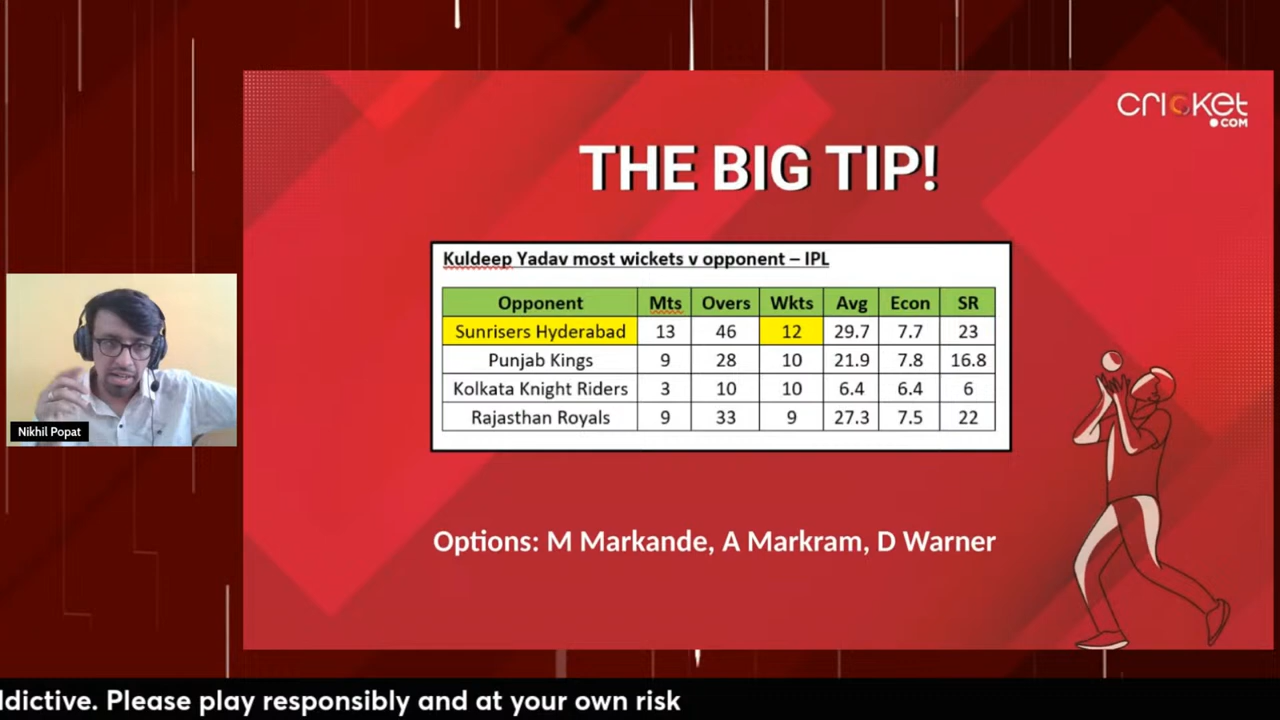 cricket
.COM
THE BIG TIP!
Kuldeep Yadav most wickets v opponent – IPL
Opponent Mts Overs Wkts Avg Econ SR
Sunrisers Hyderabad 13 46 12 29.7 7.7 23
Punjab Kings 9 28 10 21.9 7.8 16.8
Kolkata Knight Riders 3 10 10 6.4 6.4 6
Rajasthan Royals 9 33 9 27.3 7.5 22
Nikhil Popat
Options: M Markande, A Markram, D Warner
ddictive. Please play responsibly and at your own risk